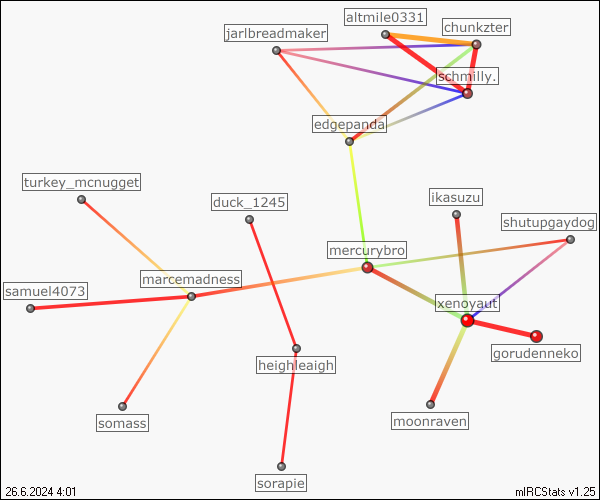 altmile0331
chunkzter
jarlbreadmaker
schmilly.
edgepanda
turkey_mcnugget
duck_1245
ikasuzu
shutupgaydog
mercurybro
marcemadness
samuel4073
xenoyaut
gorudenneko
heighleaigh
somass
moonraven
sorapie
26.6.2024 4:01
mIRCStats v1.25